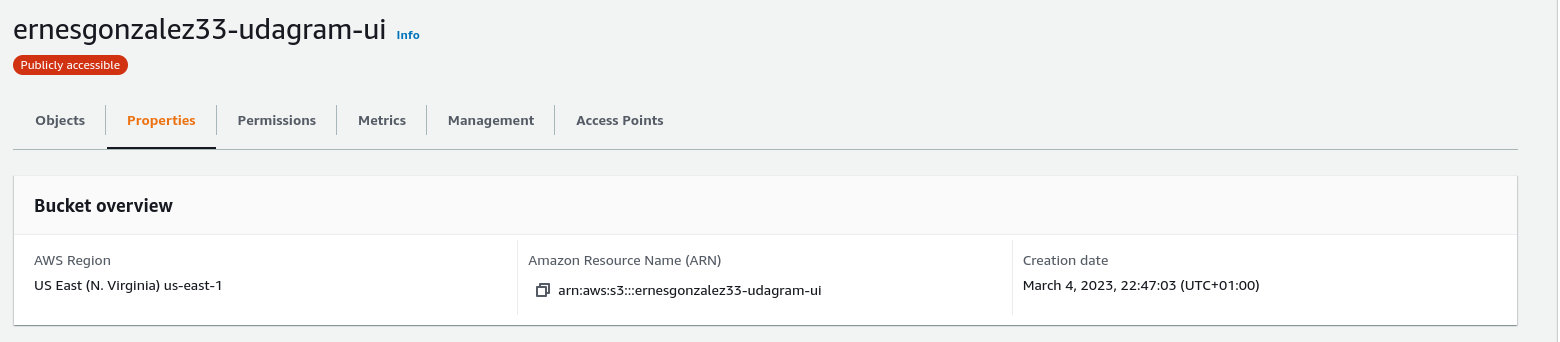 ernesgonzalez33-udagram-ui Info
Publicly accessible
Objects Properties Permissions Metrics Management Access Points
Bucket overview
AWS Region Amazon Resource Name (ARN) Creation date
US East (N. Virginia) us-east-1 arn:aws:s3:::ernesgonzalez33-udagram-ui March 4, 2023, 22:47:03 (UTC+01:00)